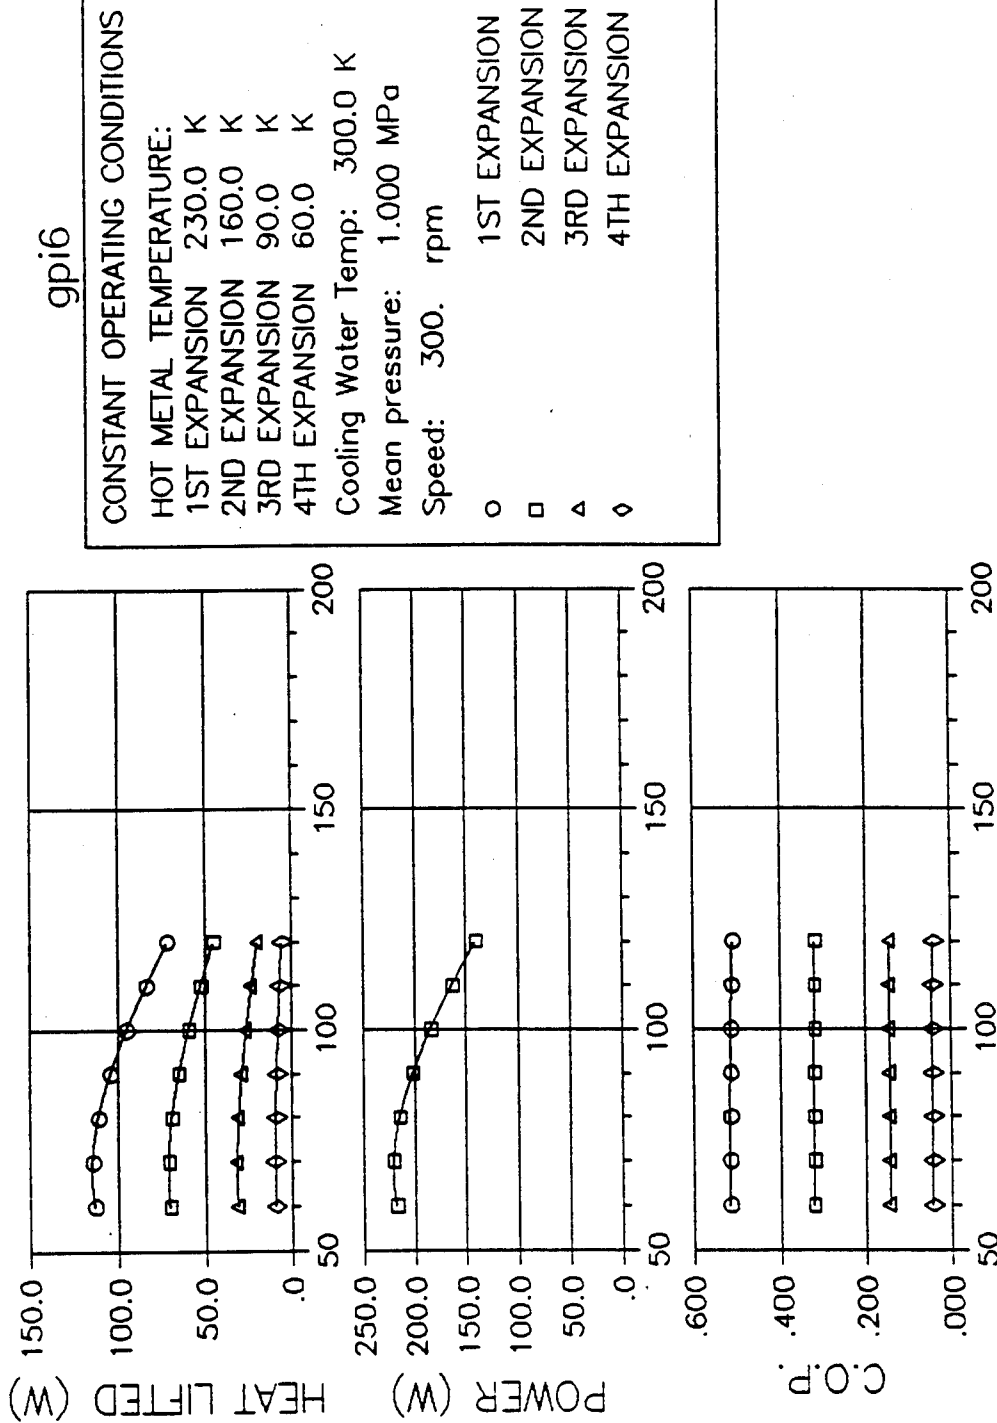 gpi6
CONSTANT OPERATING CONDITIONS
HOT METAL TEMPERATURE:
1ST EXPANSION 230.0 K
2ND EXPANSION 160.0 K
3RD EXPANSION 90.0 K
4TH EXPANSION 60.0 K
Cooling Water Temp: 300.0 K
Mean pressure: 1.000 MPa
Speed: 300. rpm
1ST EXPANSION
2ND EXPANSION
3RD EXPANSION
4TH EXPANSION
HEAT LIFTED (W)
150.0
100.0
50.0
.0
50 100 150 200
POWER (W)
250.0
200.0
150.0
100.0
50.0
.0
50 100 150 200
C.O.P.
.600
.400
.200
.000
50 100 150 200